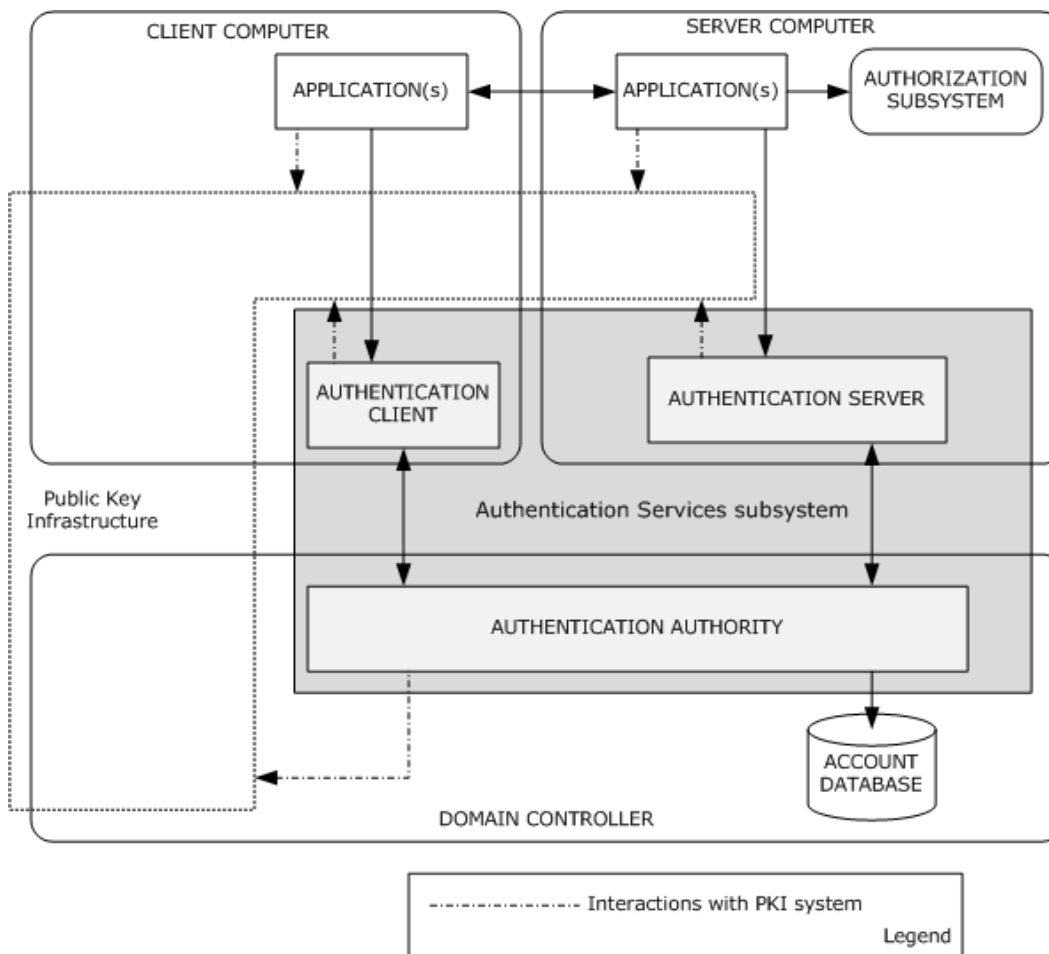 CLIENT COMPUTER
SERVER COMPUTER
APPLICATION(s)
APPLICATION(s)
AUTHORIZATION
SUBSYSTEM
AUTHENTICATION
CLIENT
AUTHENTICATION SERVER
Public Key
Infrastructure
Authentication Services subsystem
AUTHENTICATION AUTHORITY
ACCOUNT
DATABASE
DOMAIN CONTROLLER
Interactions with PKI system
Legend